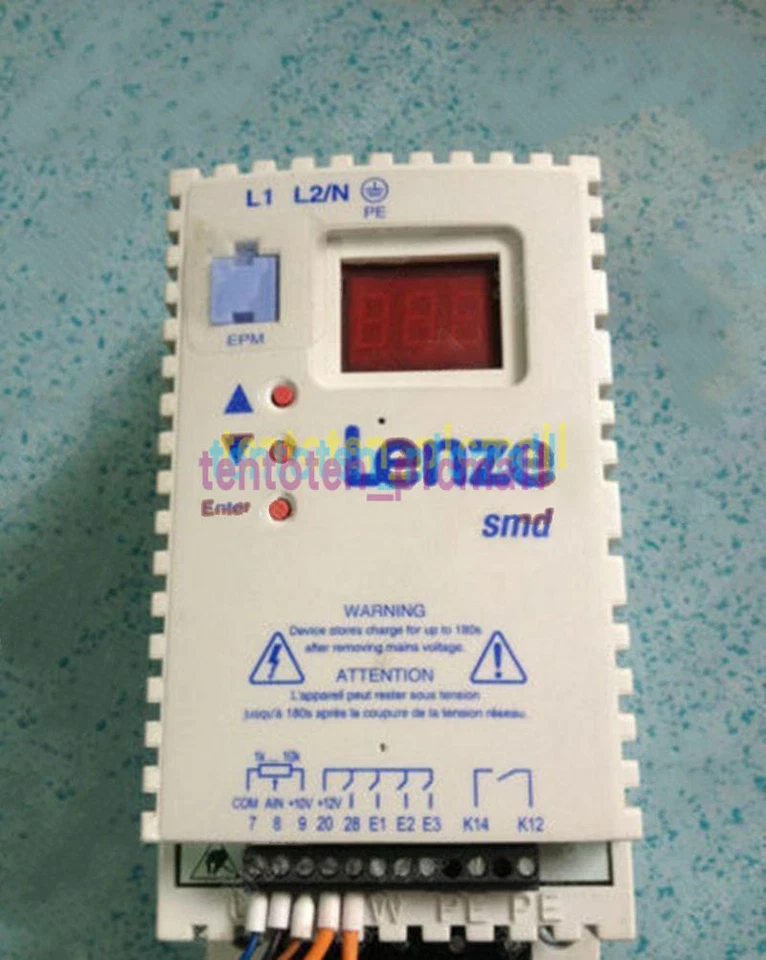 L1 L2/N
PE
EPM
Lenze
Enter
smd
WARNING
Device stores charge for up to 180s
after removing mains voltage.
ATTENTION
L'appareil peut rester sous tension
jusqu'à 180s après la coupure de la tension réseau.
1k ... 10k
COM AIN +10V +12V
7 8 9 20 28 E1 E2 E3 K14 K12
W PE PE